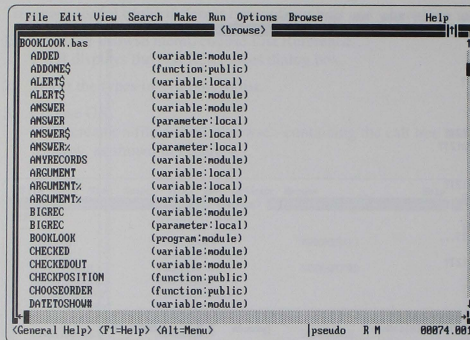 File Edit View Search Make Run Options Browse Help
<browse>
BOOKLOOK.bas
ADDED (variable:module)
ADDOME$ (function:public)
ALERT$ (variable:local)
ALERT$ (variable:module)
ANSWER (variable:module)
ANSWER (parameter:local)
ANSWER$ (variable:local)
ANSWER% (parameter:local)
ANYRECORDS (variable:module)
ARGUMENT (variable:local)
ARGUMENT% (variable:local)
ARGUMENT% (variable:module)
BIGREC (variable:module)
BIGREC (parameter:local)
BOOKLOOK (program:module)
CHECKED (variable:module)
CHECKEDOUT (variable:module)
CHECKPOSITION (function:public)
CHOOSEORDER (function:public)
DATETOSHOW# (variable:module)
<General Help> <F1=Help> <Alt=Menu> pseudo R M 00074.001